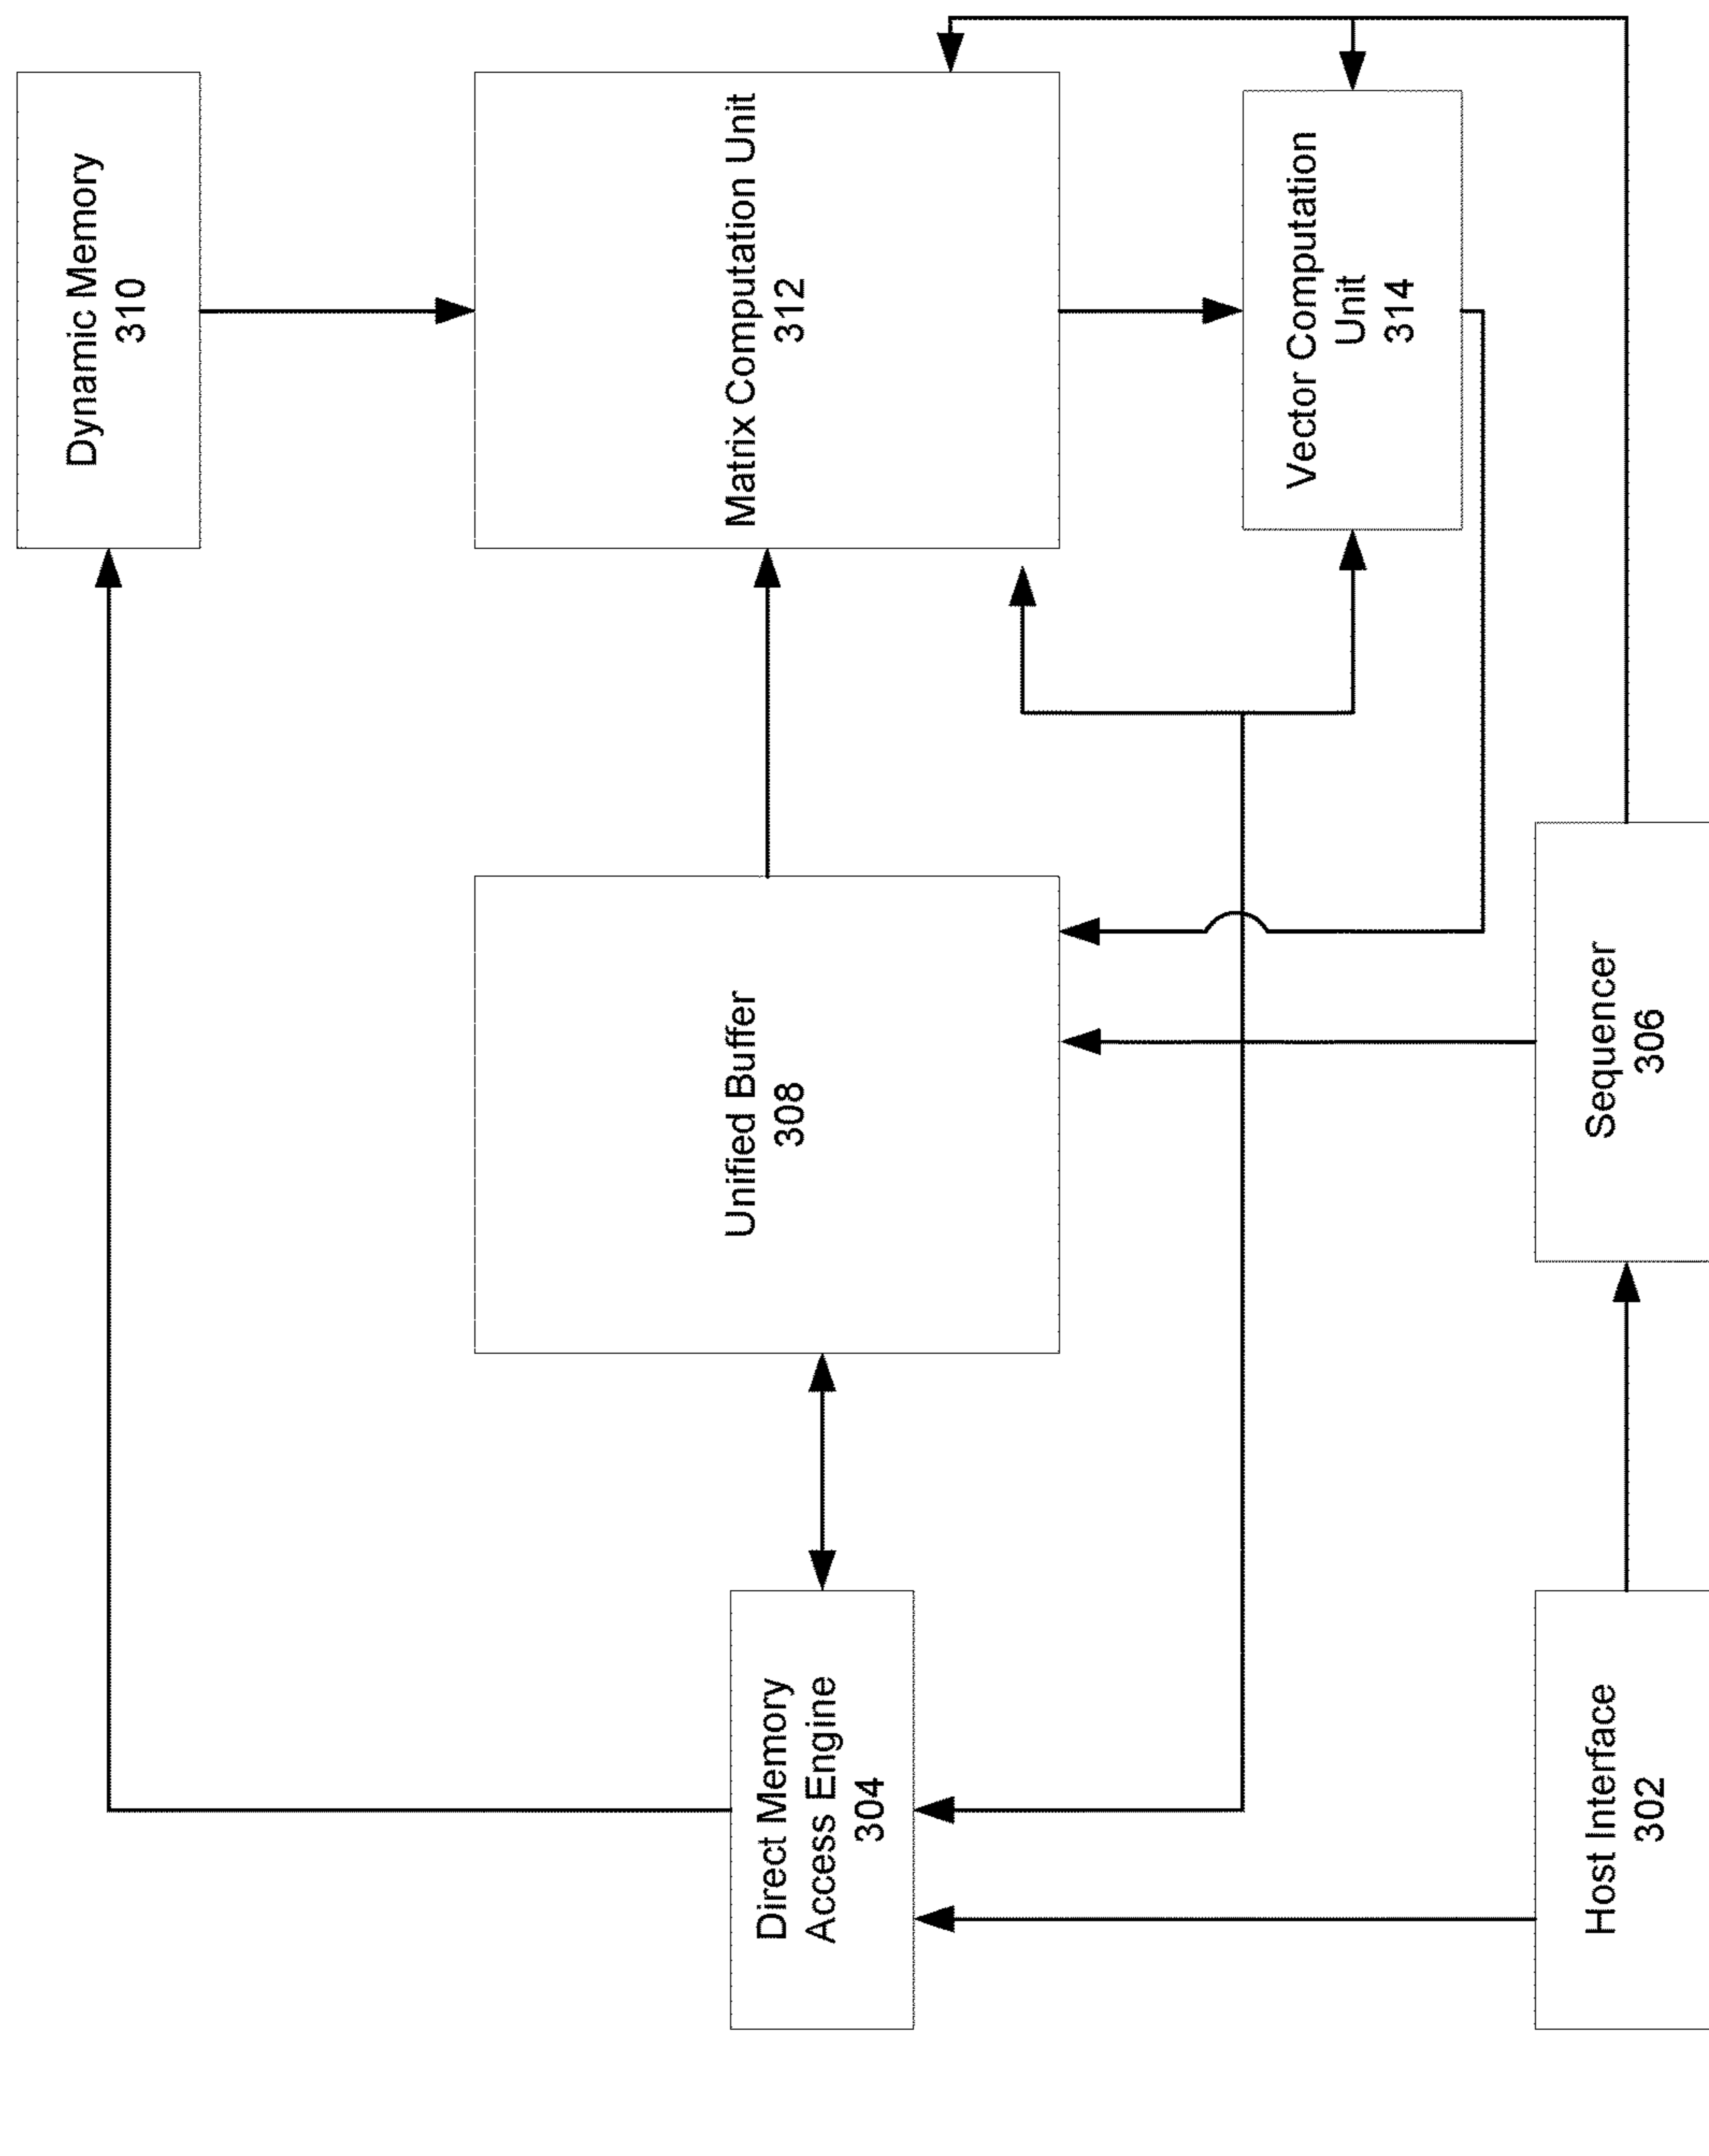 Dynamic Memory
310
Matrix Computation Unit
312
Vector Computation
Unit
314
Unified Buffer
308
Sequencer
306
Direct Memory
Access Engine
304
Host Interface
302